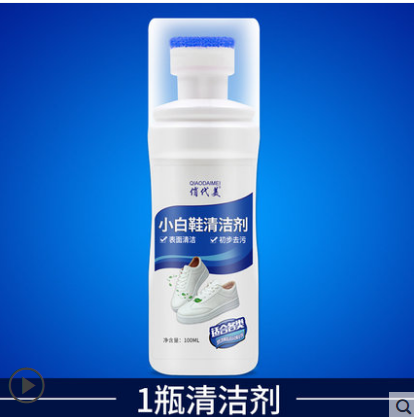 QIAODAIMEI
俏代美
小白鞋清洁剂
表面清洁 初步去污
适合各类
净含量：100ML
1瓶清洁剂